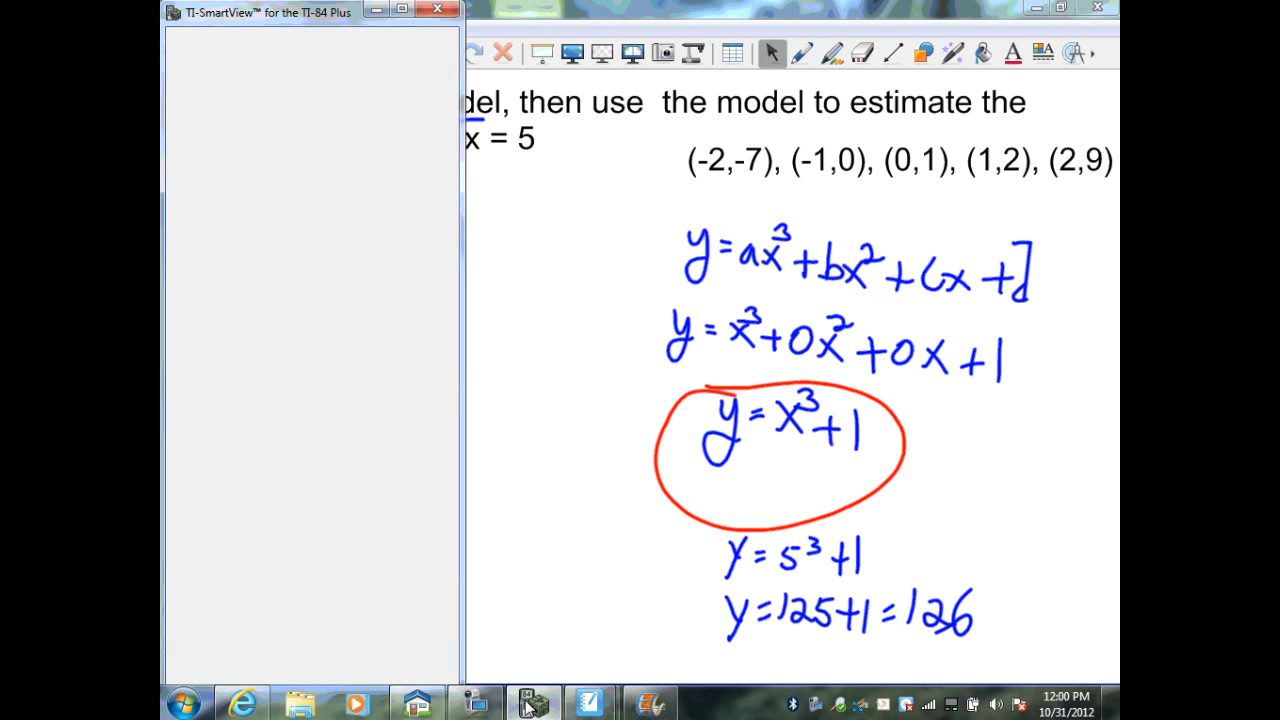 TI-SmartView™ for the TI-84 Plus
del, then use the model to estimate the
x = 5
(-2,-7), (-1,0), (0,1), (1,2), (2,9)
y = ax³ + bx² + cx + d
y = x³ + 0x² + 0x + 1
y = x³ + 1
y = 5³ + 1
y = 125 + 1 = 126
12:00 PM
10/31/2012